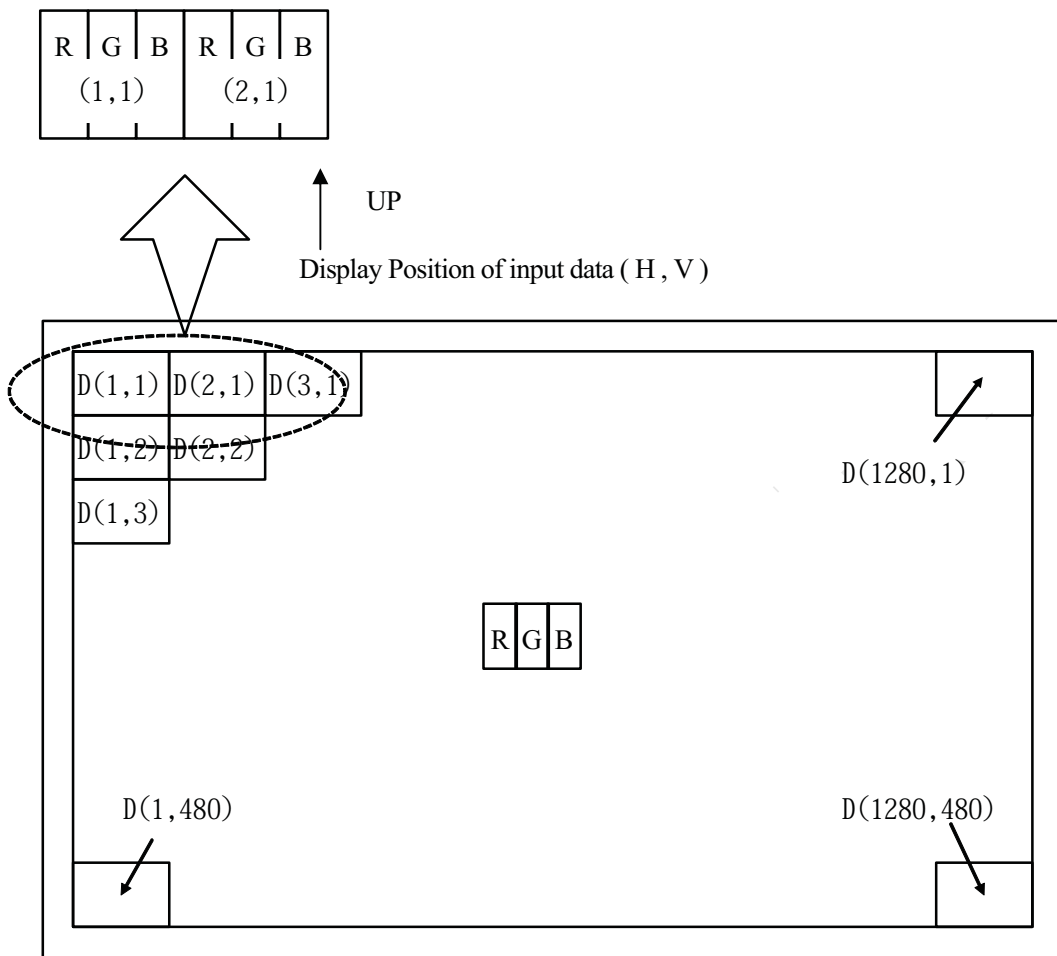 R G B R G B
(1,1) (2,1)
UP
Display Position of input data ( H , V )
D(1,1) D(2,1) D(3,1)
D(1,2) D(2,2)
D(1280,1)
D(1,3)
R G B
D(1,480) D(1280,480)